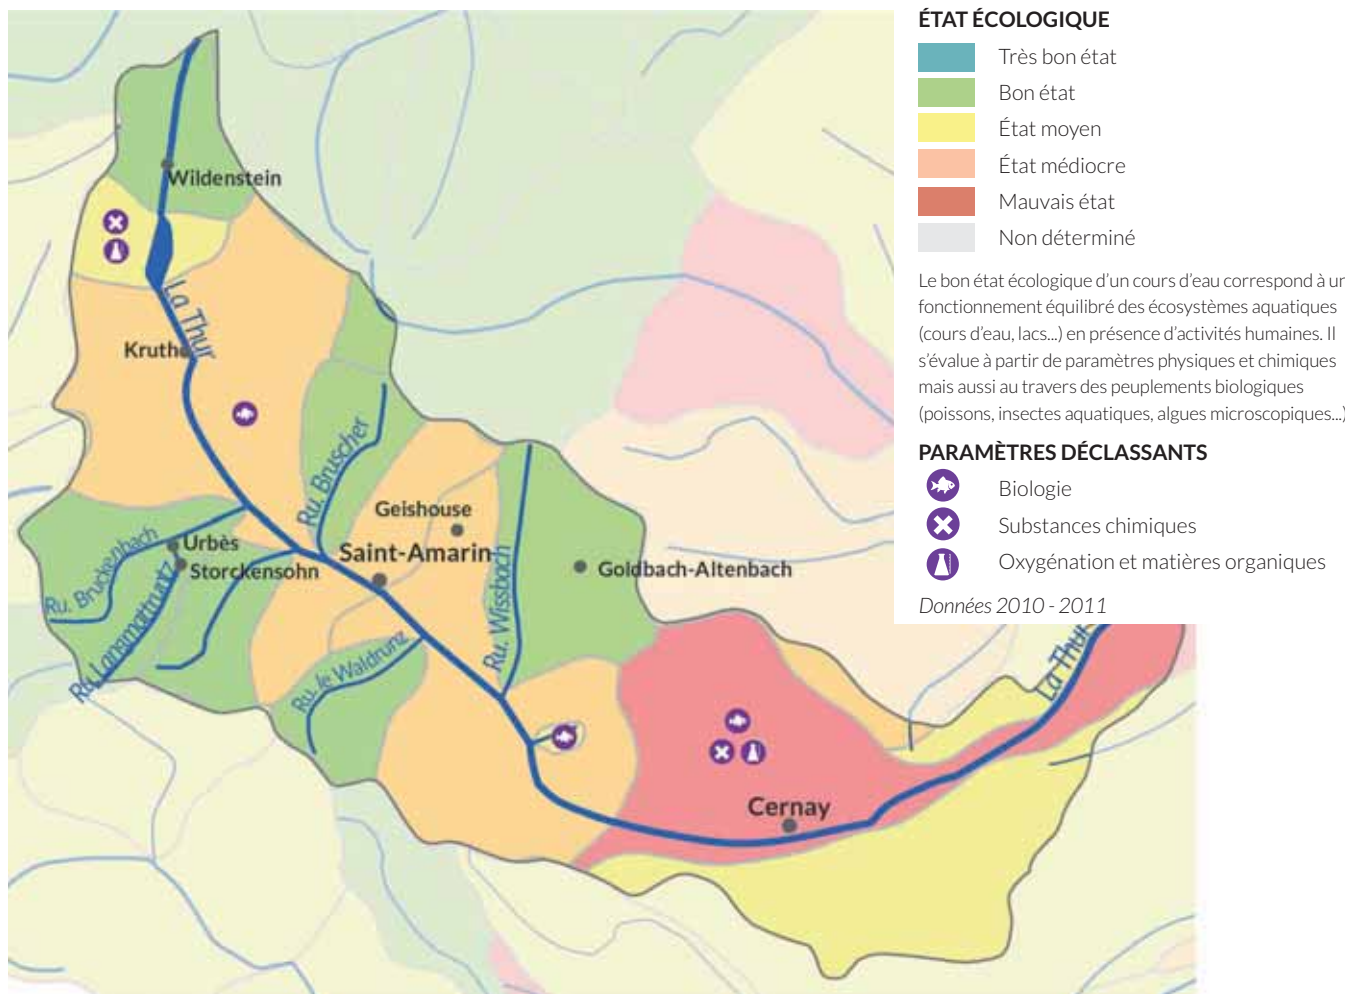 ÉTAT ÉCOLOGIQUE
Très bon état
Bon état
État moyen
État médiocre
Mauvais état
Non déterminé
Le bon état écologique d'un cours d'eau correspond à un
fonctionnement équilibré des écosystèmes aquatiques
(cours d'eau, lacs...) en présence d'activités humaines. Il
s'évalue à partir de paramètres physiques et chimiques
mais aussi au travers des peuplements biologiques
(poissons, insectes aquatiques, algues microscopiques...)
PARAMÈTRES DÉCLASSANTS
Biologie
Substances chimiques
Oxygénation et matières organiques
Données 2010 - 2011
Wildenstein
La Thur
Kruth
Ru. Bruscher
Geishouse
Saint-Amarin
Urbès
Storckensohn
Ru. Bruckenbach
Ru. Langmattrunz
Ru. le Waldrunz
Ru. Wissbach
Goldbach-Altenbach
La Thur
Cernay